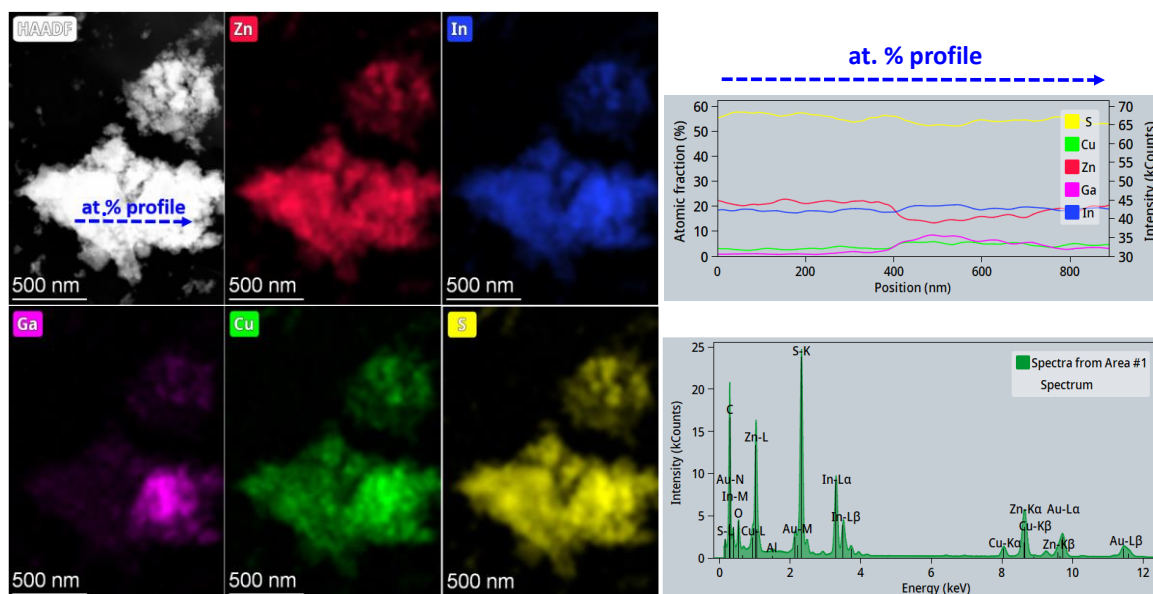 HAADF
at. % profile
500 nm
Zn
500 nm
In
500 nm
Ga
500 nm
Cu
500 nm
S
500 nm
at. % profile
Atomic fraction (%)
60
50
40
30
20
10
0
0 200 400 600 800
Position (nm)
70
65
60
55
50
45
40
35
30
Intensity (kCounts)
S
Cu
Zn
Ga
In
Intensity (kCounts)
25
20
15
10
5
0
0 2 4 6 8 10 12
Energy (keV)
Spectra from Area #1
Spectrum
S-K
C
Zn-L
Au-N
In-M
O
Cu-L
Al
Au-M
In-Lα
In-Lβ
Cu-Kα
Zn-Kα
Cu-Kβ
Zn-Kβ
Au-Lα
Au-Lβ